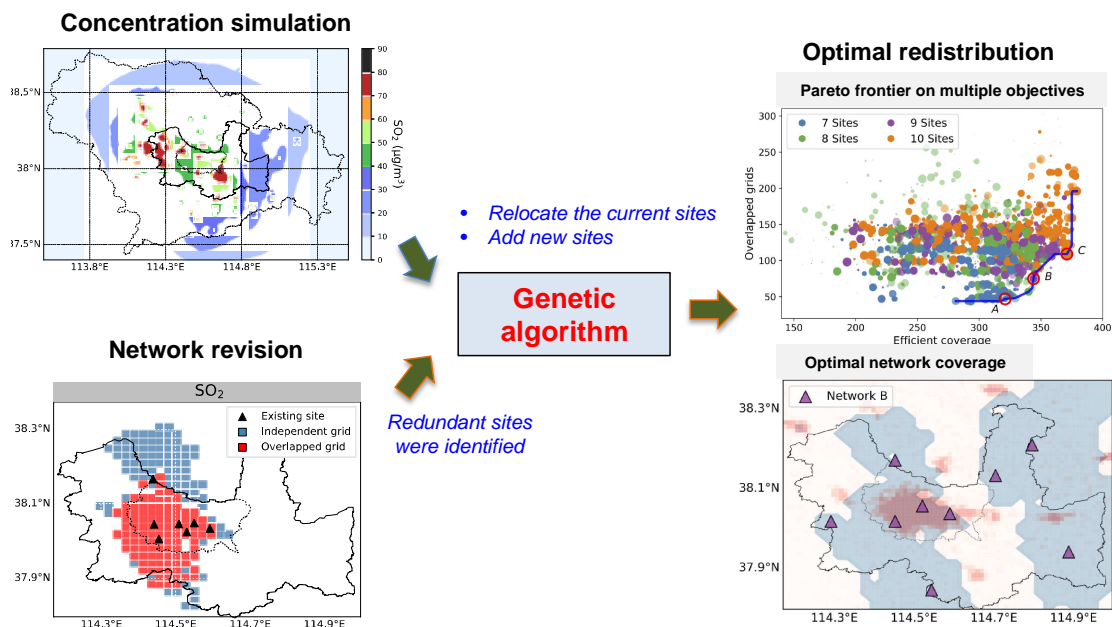 Concentration simulation
38,5°N
38°N
37.5°N
113.8°E
114.3°E
114.8°E
115.3°E
90
80
70
60
50
40
30
20
10
0
SO₂ (μg/m³)
Network revision
SO₂
Existing site
Independent grid
Overlapped grid
38.3°N
38.1°N
37.9°N
114.3°E
114.5°E
114.7°E
114.9°E
• Relocate the current sites
• Add new sites
Genetic
algorithm
Redundant sites
were identified
Optimal redistribution
Pareto frontier on multiple objectives
7 Sites
9 Sites
8 Sites
10 Sites
Overlapped grids
300
250
200
150
100
50
A
B
C
150
200
250
300
350
400
Efficient coverage
Optimal network coverage
Network B
38.3°N
38.1°N
37.9°N
114.3°E
114.5°E
114.7°E
114.9°E